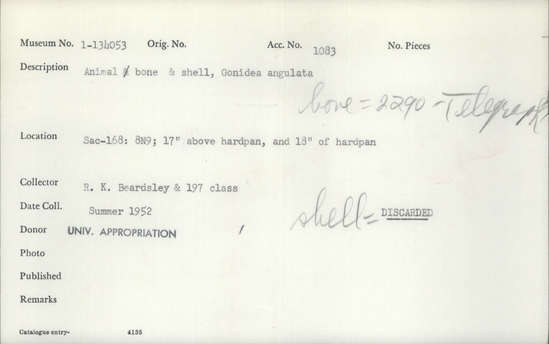 Museum No. 1-134053 Orig. No. Acc. No. 1083 No. Pieces
Description Animal bone & shell, Gonidea angulata
bone = 2290 - Telegraph
Location Sac-168: 8N9; 17" above hardpan, and 18" of hardpan
Collector R. K. Beardsley & 197 class
Date Coll. Summer 1952
shell = DISCARDED
Donor UNIV. APPROPRIATION
Photo
Published
Remarks
Catalogue entry- 4135